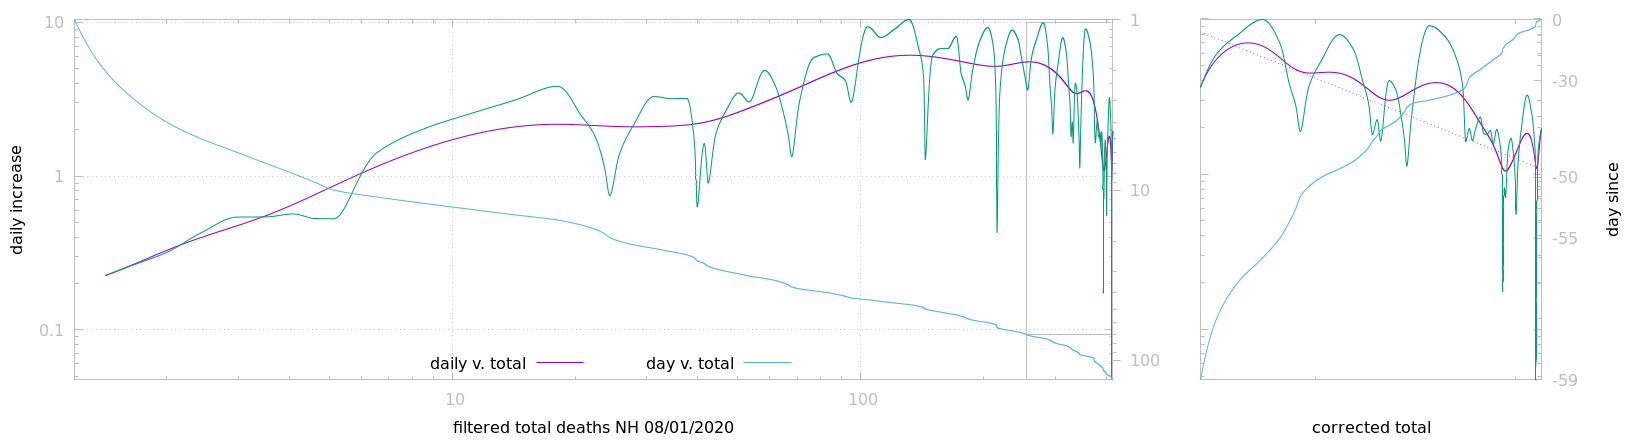 10
1
0.1
daily increase
daily v. total
day v. total
10
100
filtered total deaths NH 08/01/2020
1
10
100
0
-30
-50
-55
-59
day since
corrected total